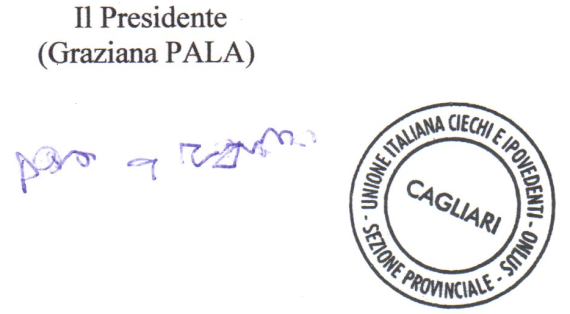 Il Presidente
(Graziana PALA)
UNIONE ITALIANA CIECHI E IPOVEDENTI - ONLUS -
SEZIONE PROVINCIALE -
CAGLIARI